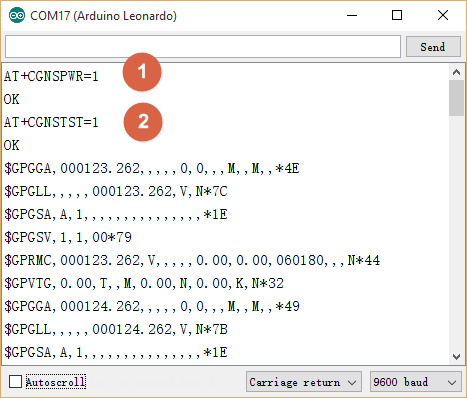 COM17 (Arduino Leonardo)
Send
AT+CGNSPWR=1
1
OK
AT+CGNSTST=1
2
OK
$GPGGA,000123.262,,,,,0,0,,,M,,M,,*4E
$GPGLL,,,,,000123.262,V,N*7C
$GPGSA,A,1,,,,,,,,,,,,,,,*1E
$GPGSV,1,1,00*79
$GPRMC,000123.262,V,,,,,0.00,0.00,060180,,,N*44
$GPVTG,0.00,T,,M,0.00,N,0.00,K,N*32
$GPGGA,000124.262,,,,,0,0,,,M,,M,,*49
$GPGLL,,,,,000124.262,V,N*7B
$GPGSA,A,1,,,,,,,,,,,,,,,*1E
Autoscroll
Carriage return
9600 baud